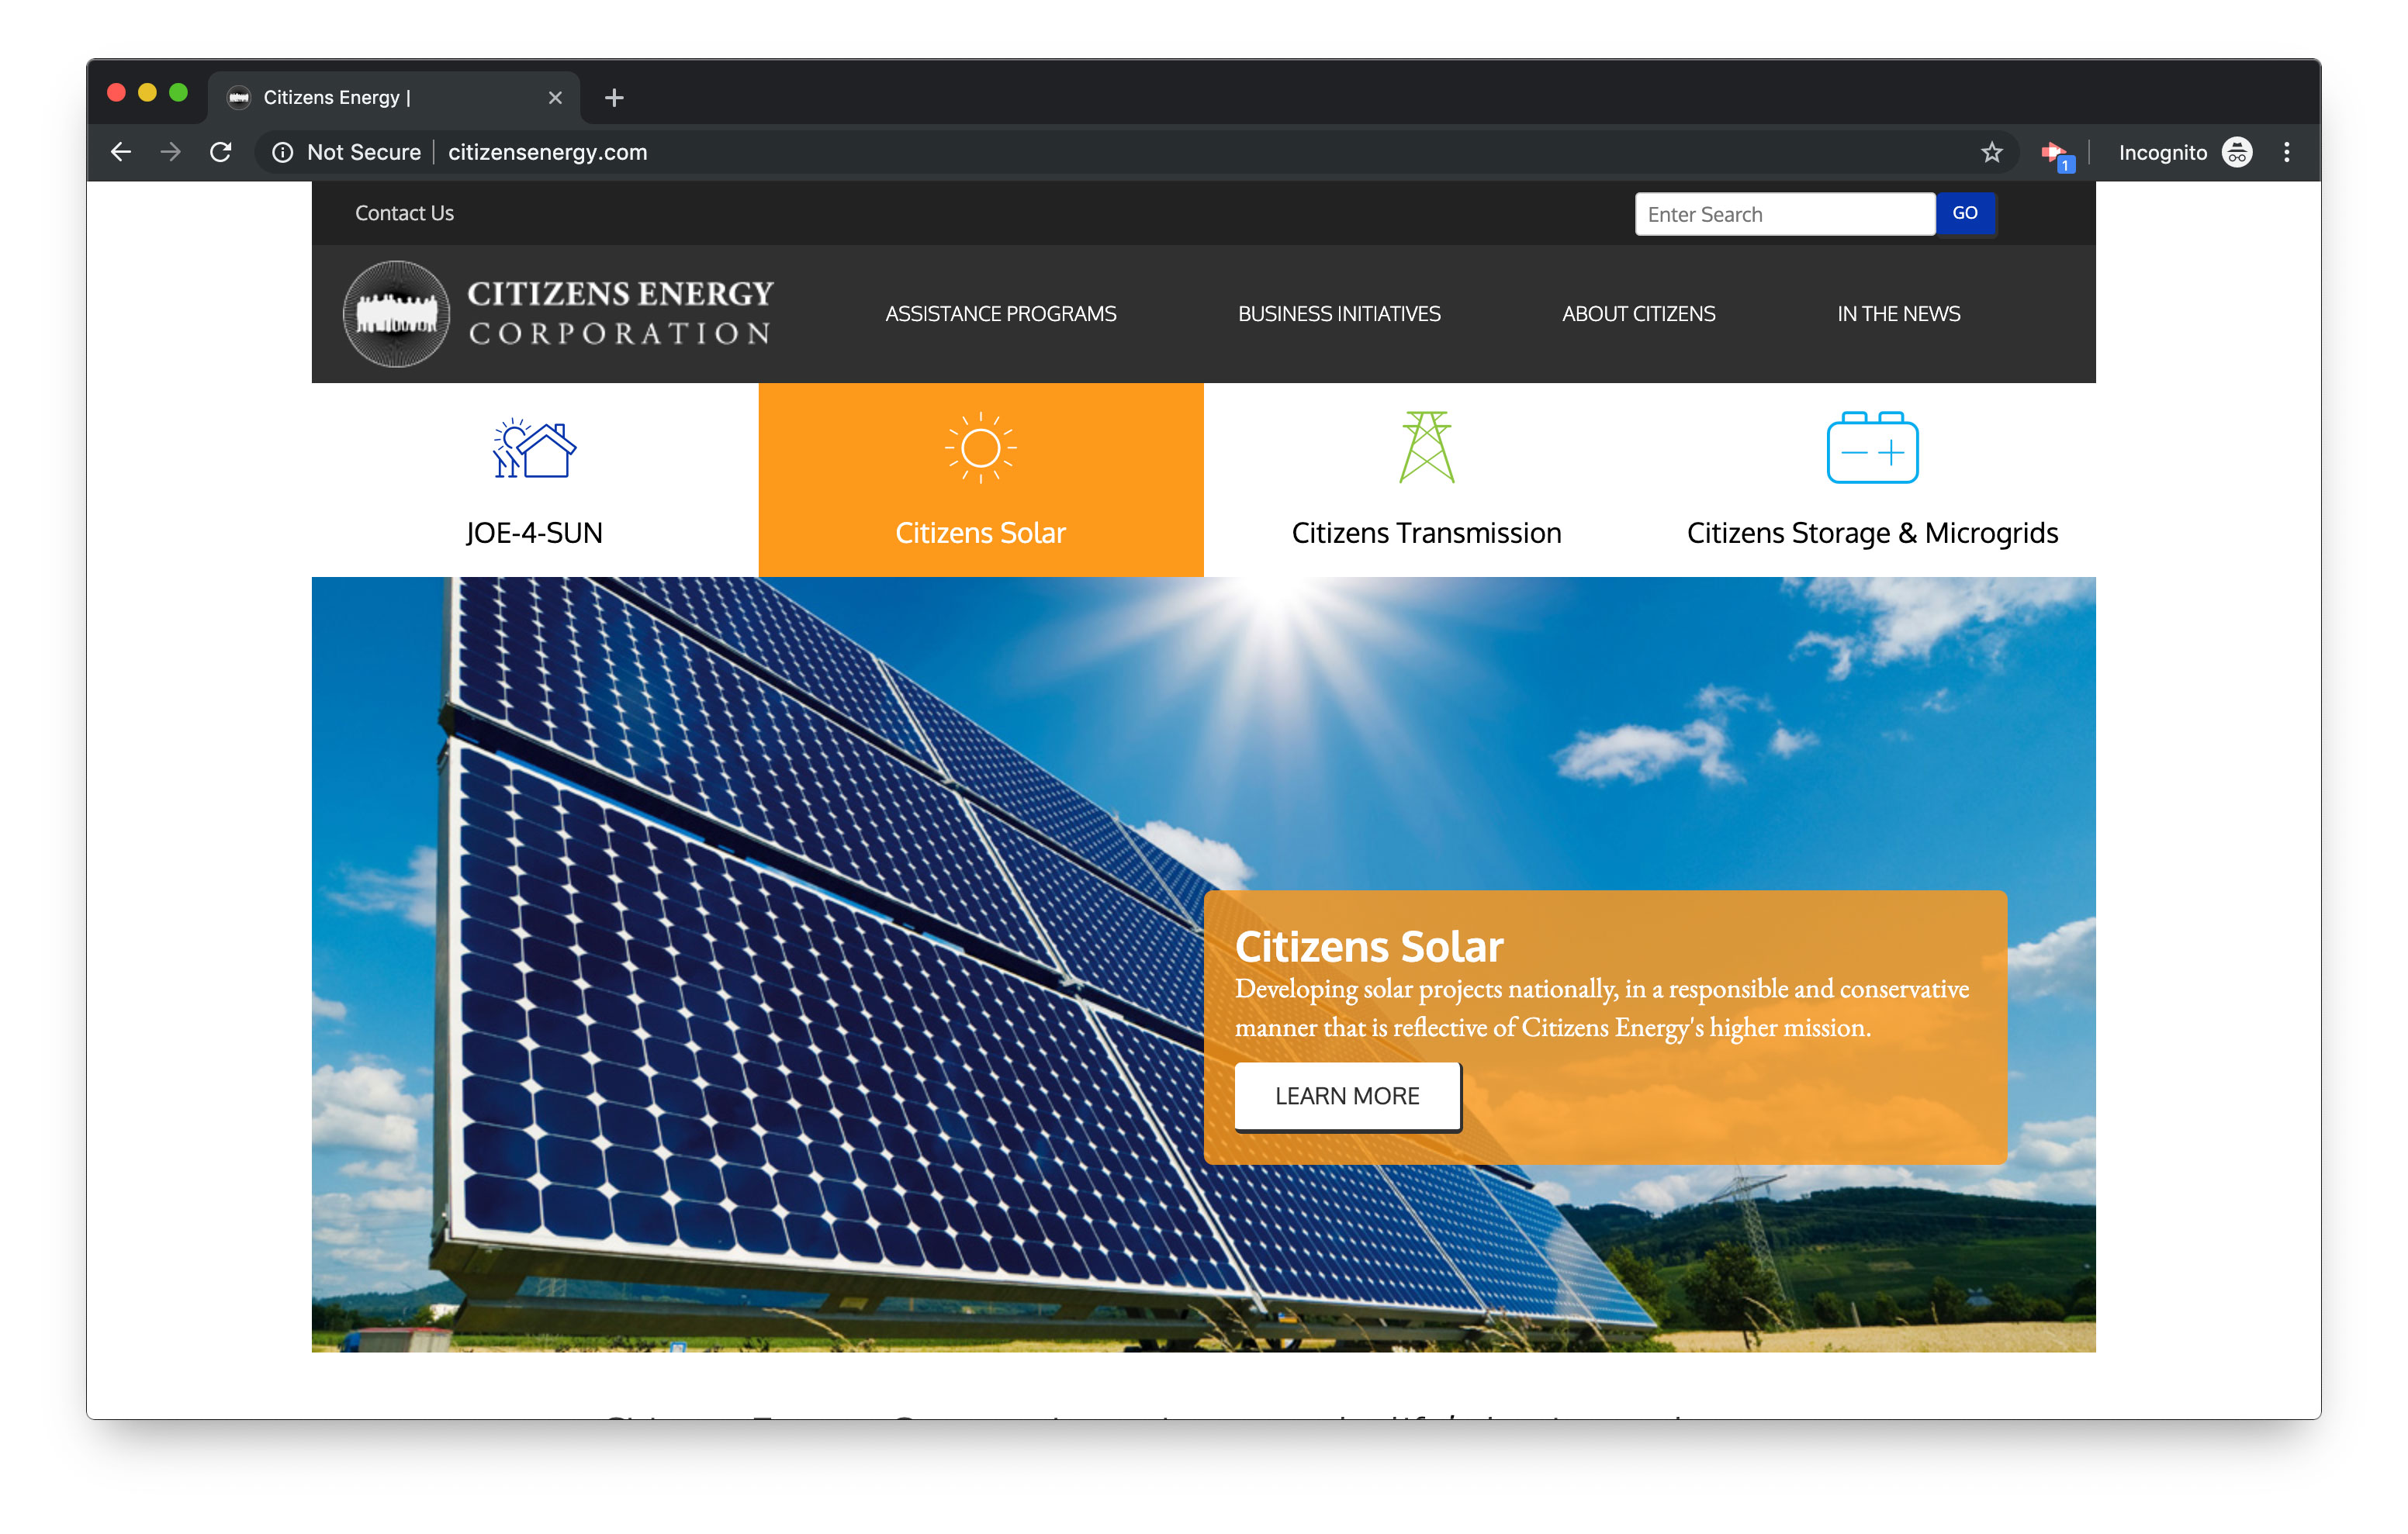 Citizens Energy |
Not Secure
citizensenergy.com
1
Incognito
Contact Us
Enter Search
GO
CITIZENS ENERGY
CORPORATION
ASSISTANCE PROGRAMS
BUSINESS INITIATIVES
ABOUT CITIZENS
IN THE NEWS
JOE-4-SUN
Citizens Solar
Citizens Transmission
Citizens Storage & Microgrids
Citizens Solar
Developing solar projects nationally, in a responsible and conservative
manner that is reflective of Citizens Energy's higher mission.
LEARN MORE